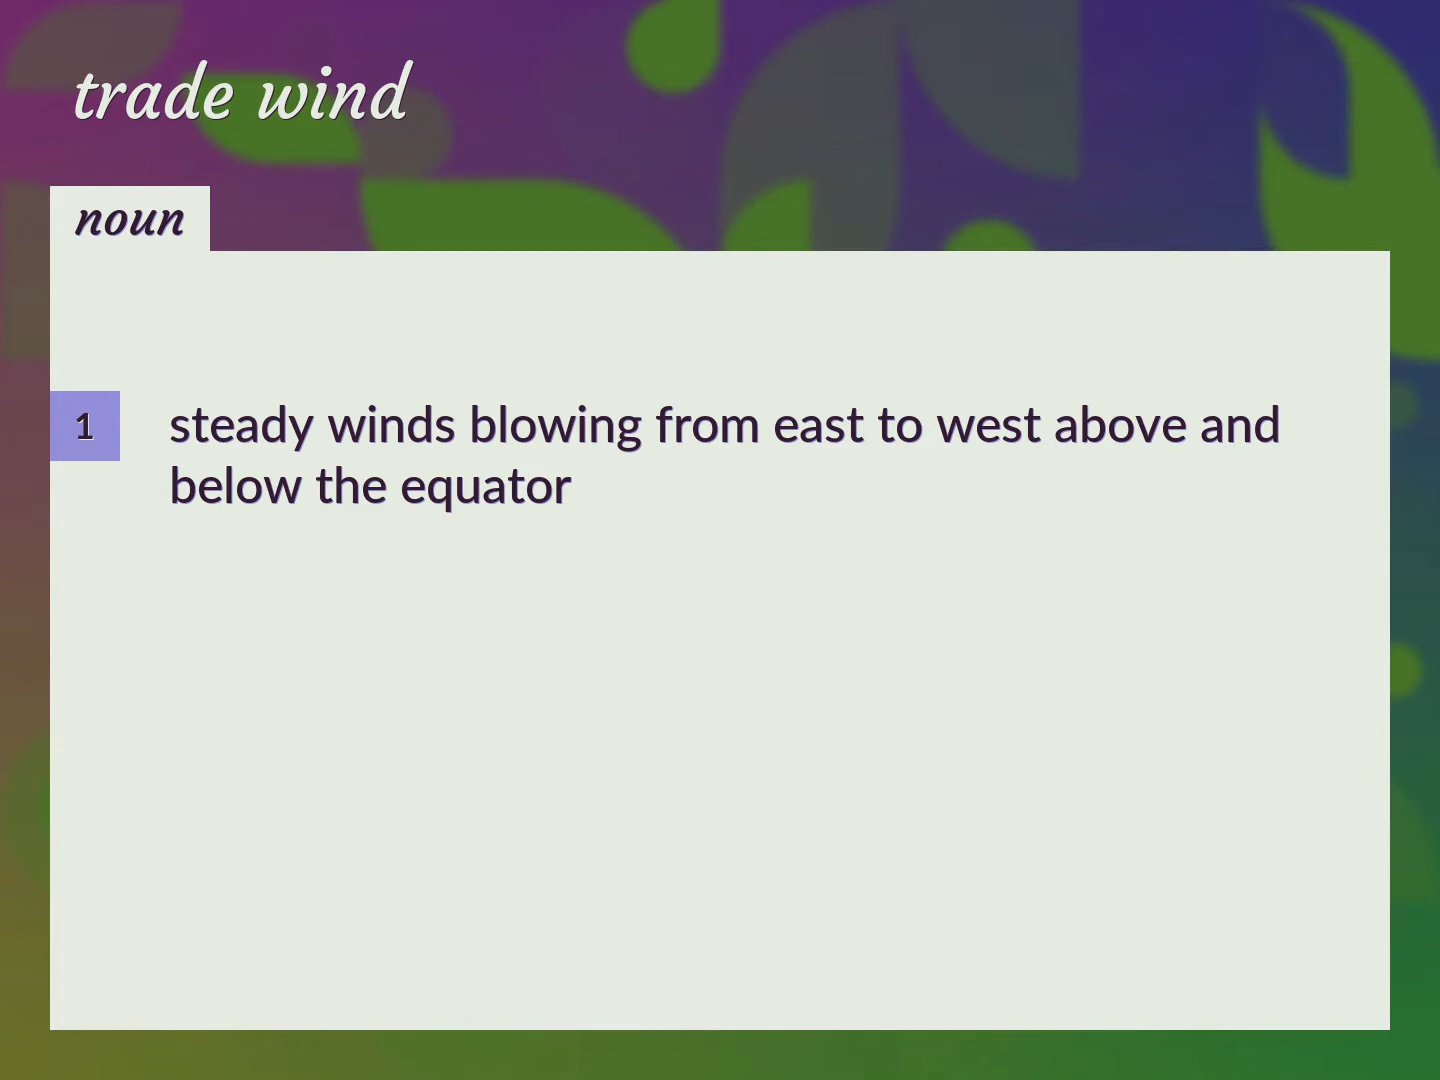 trade wind
noun
1 steady winds blowing from east to west above and
below the equator